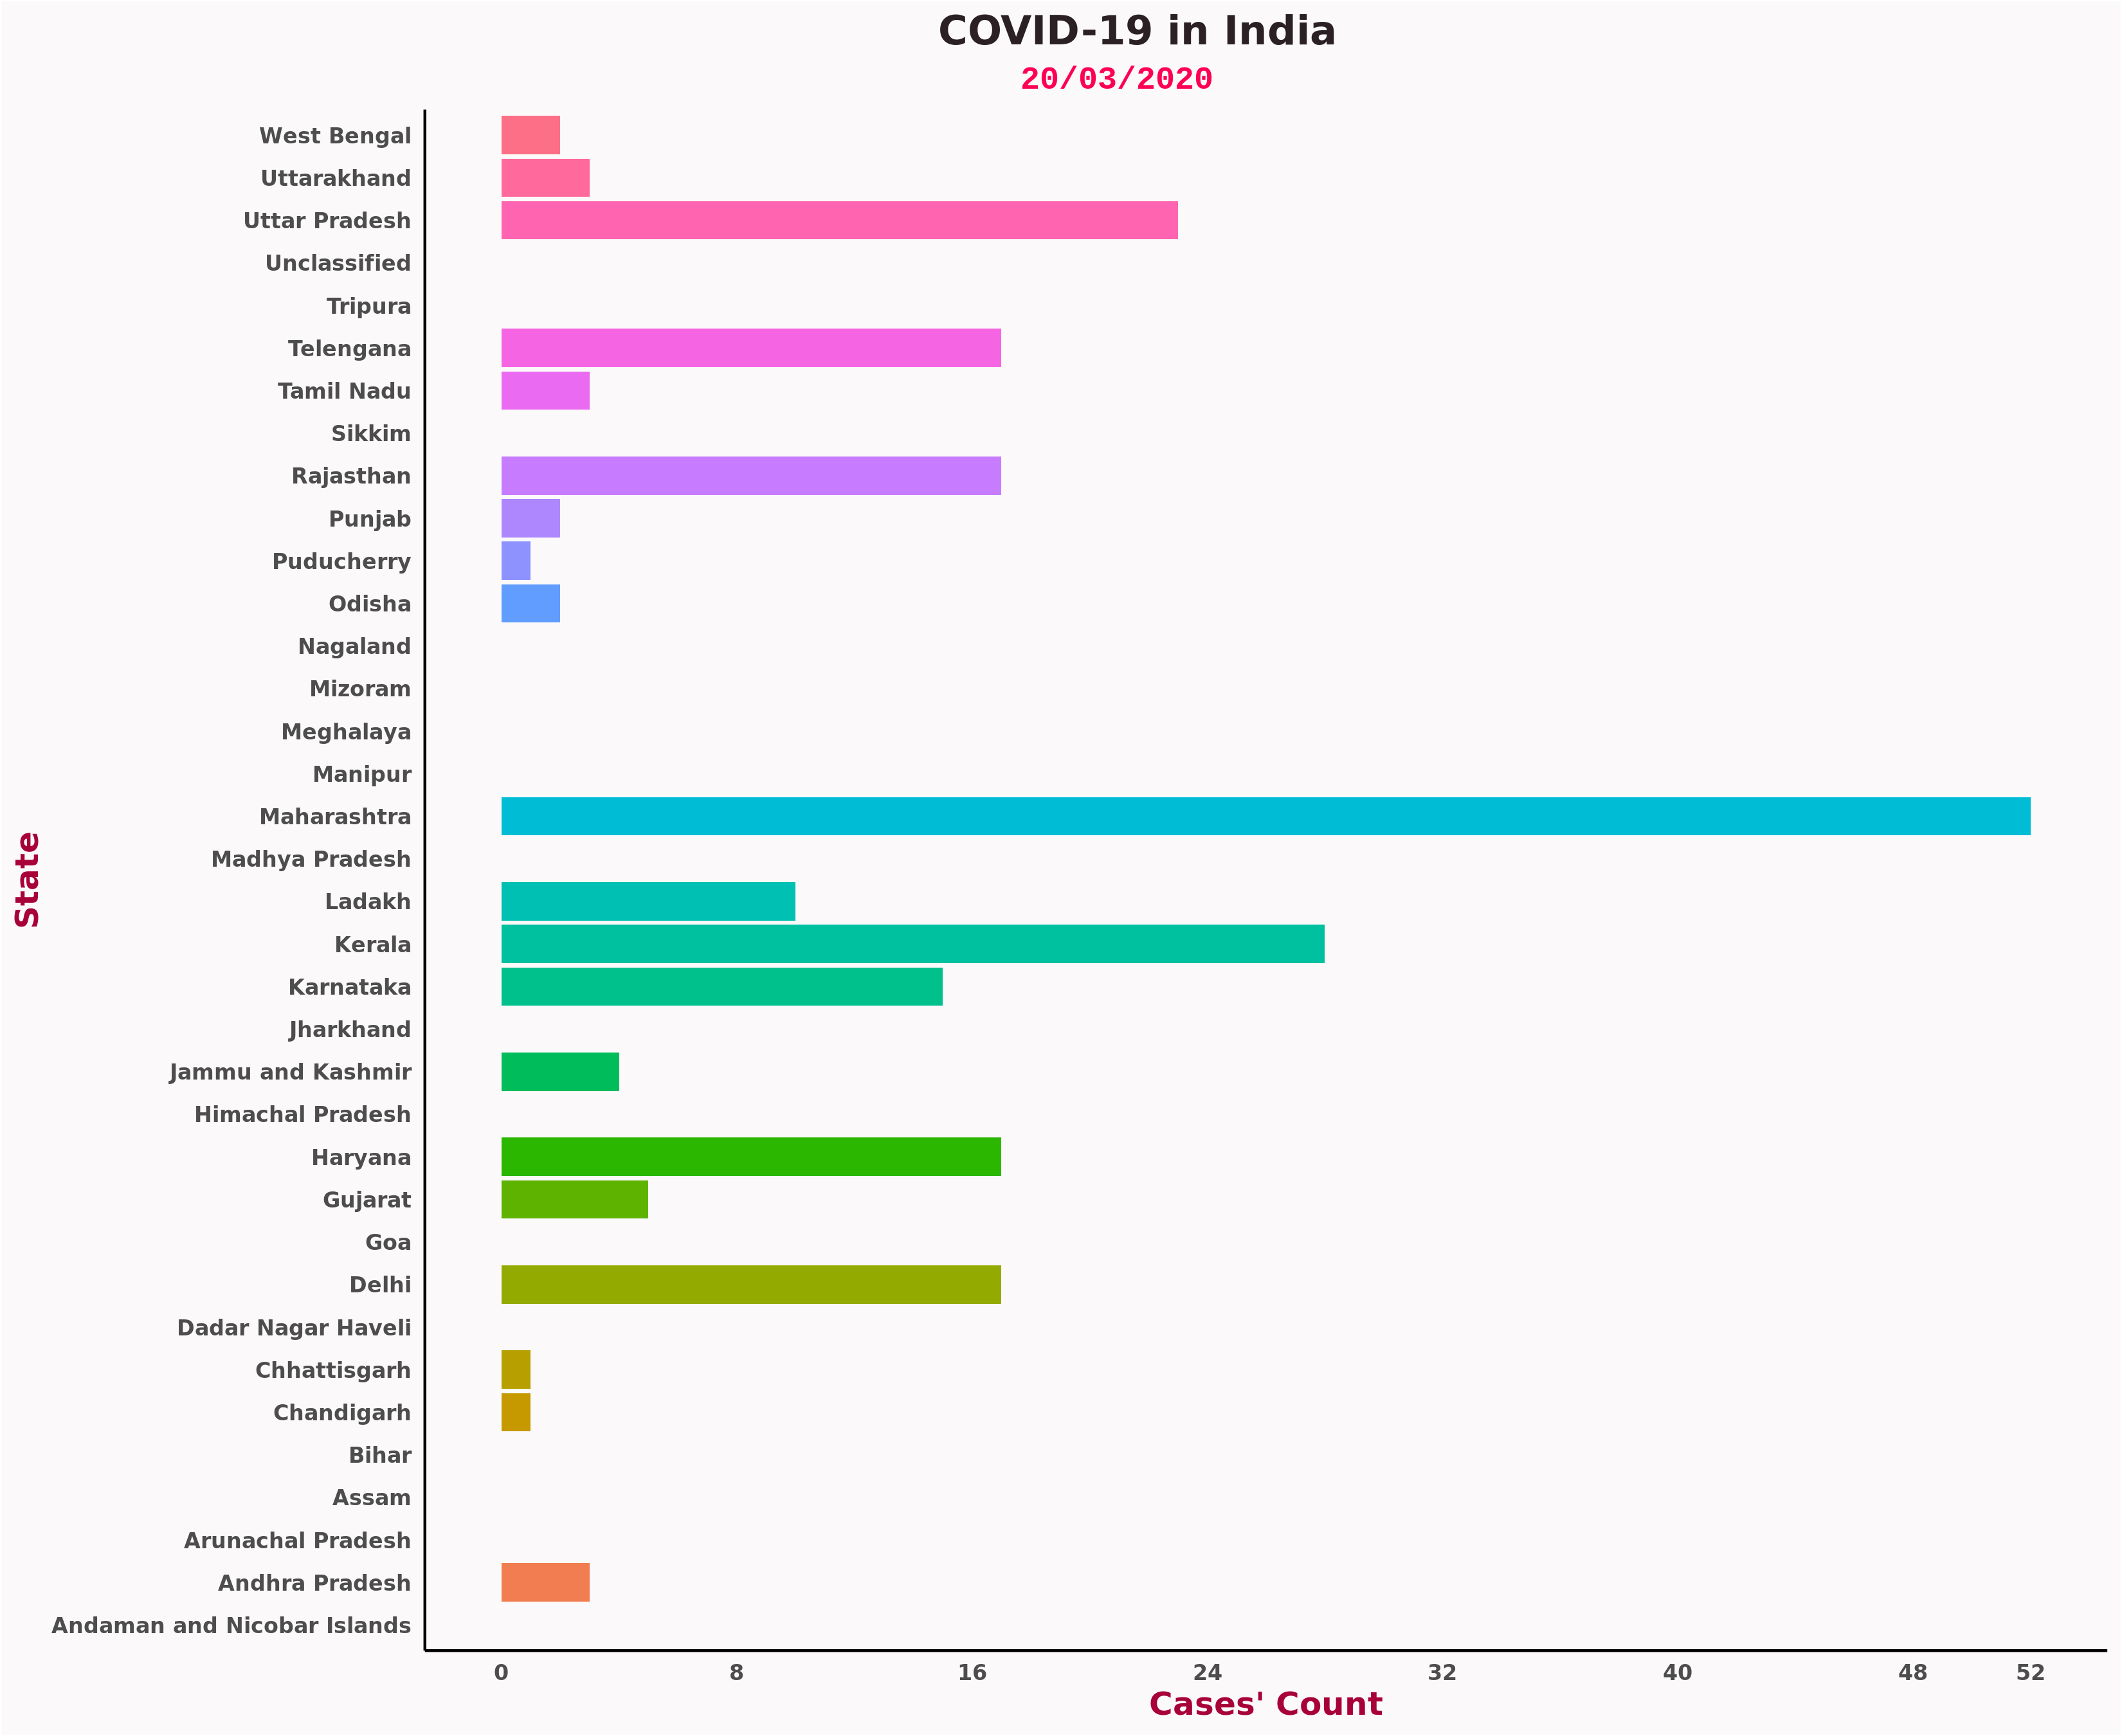 COVID-19 in India
20/03/2020
West Bengal
Uttarakhand
Uttar Pradesh
Unclassified
Tripura
Telengana
Tamil Nadu
Sikkim
Rajasthan
Punjab
Puducherry
Odisha
Nagaland
Mizoram
Meghalaya
Manipur
Maharashtra
Madhya Pradesh
Ladakh
Kerala
Karnataka
Jharkhand
Jammu and Kashmir
Himachal Pradesh
Haryana
Gujarat
Goa
Delhi
Dadar Nagar Haveli
Chhattisgarh
Chandigarh
Bihar
Assam
Arunachal Pradesh
Andhra Pradesh
Andaman and Nicobar Islands
State
0 8 16 24 32 40 48 52
Cases' Count